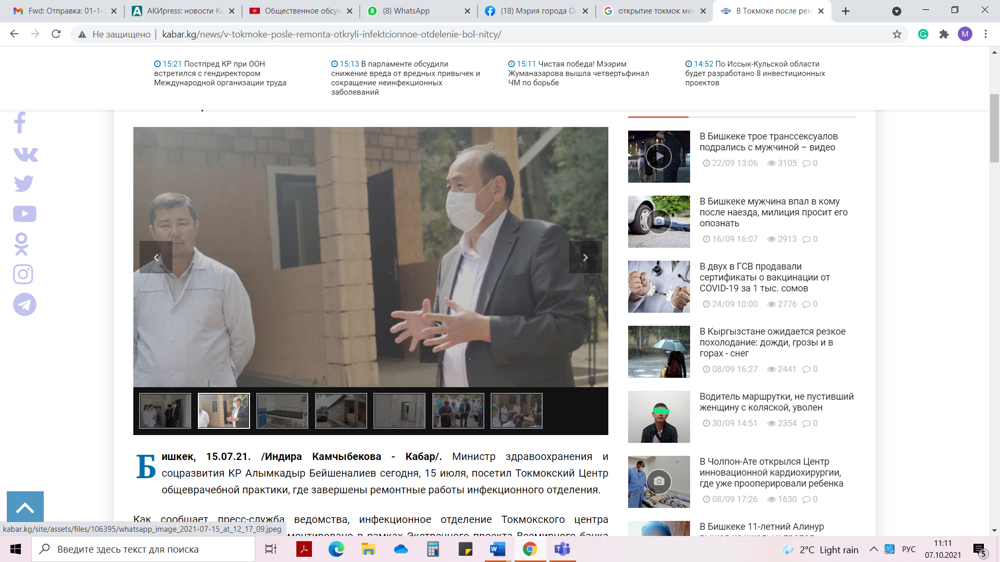 Fwd: Отправка: 01-1-
АКИpress: новости К
Общественное обсу
(8) WhatsApp
(18) Мэрия города О
открытие токмок ми
В Токмоке после рем
Не защищено
kabar.kg/news/v-tokmoke-posle-remonta-otkryli-infektcionnoe-otdelenie-bol-nitcy/
M
15:21 Постпред КР при ООН
встретился с гендиректором
Международной организации труда
15:13 В парламенте обсудили
снижение вреда от вредных привычек и
сокращение неинфекционных
заболеваний
15:11 Чистая победа! Мээрим
Жуманазарова вышла четвертьфинал
ЧМ по борьбе
14:52 По Иссык-Кульской области
будет разработано 8 инвестиционных
проектов
В Бишкеке трое транссексуалов
подрались с мужчиной – видео
22/09 13:06 3105 0
В Бишкеке мужчина впал в кому
после наезда, милиция просит его
опознать
16/09 16:07 2913 0
В двух в ГСВ продавали
сертификаты о вакцинации от
COVID-19 за 1 тыс. сомов
24/09 10:00 2776 0
В Кыргызстане ожидается резкое
похолодание: дожди, грозы и в
горах - снег
08/09 16:27 2441 0
Водитель маршрутки, не пустивший
женщину с коляской, уволен
30/09 14:51 2354 0
В Чолпон-Ате открылся Центр
инновационной кардиохирургии,
где уже прооперировали ребенка
08/09 17:26 1630 0
В Бишкеке 11-летний Алинур
Бишкек, 15.07.21. /Индира Камчыбекова - Кабар/. Министр здравоохранения и
соцразвития КР Алымкадыр Бейшеналиев сегодня, 15 июля, посетил Токмокский Центр
общеврачебной практики, где завершены ремонтные работы инфекционного отделения.
Как сообщает пресс-служба ведомства, инфекционное отделение Токмокского центра
в рамках Экстренного проекта Всемирного банка
kabar.kg/site/assets/files/106395/whatsapp_image_2021-07-15_at_12_17_09.jpeg
Введите здесь текст для поиска
2°C Light rain
РУС
11:11
07.10.2021
5